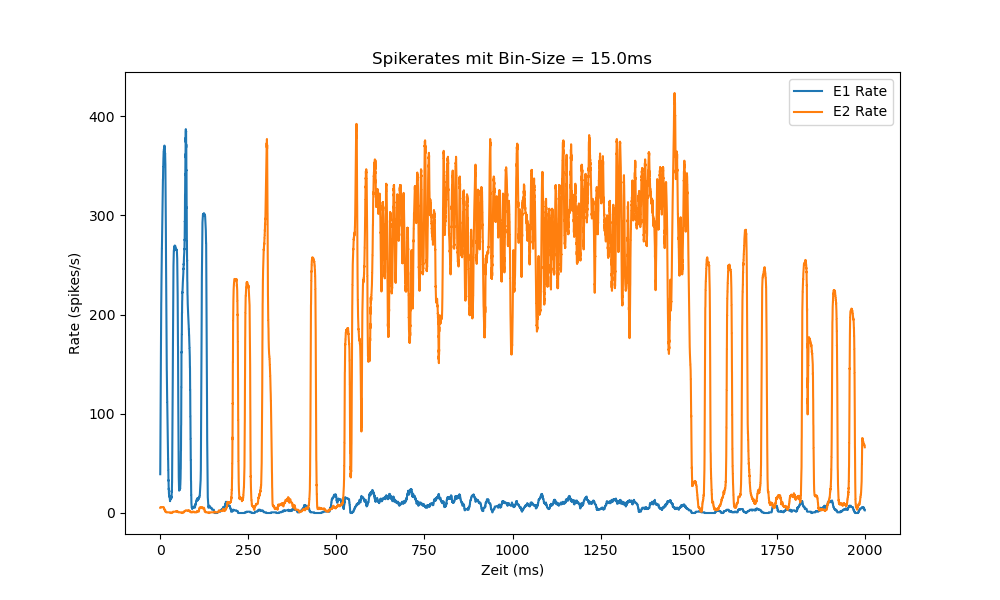 Spikerates mit Bin-Size = 15.0ms
E1 Rate
E2 Rate
Rate (spikes/s)
400
300
200
100
0
0
250
500
750
1000
1250
1500
1750
2000
Zeit (ms)